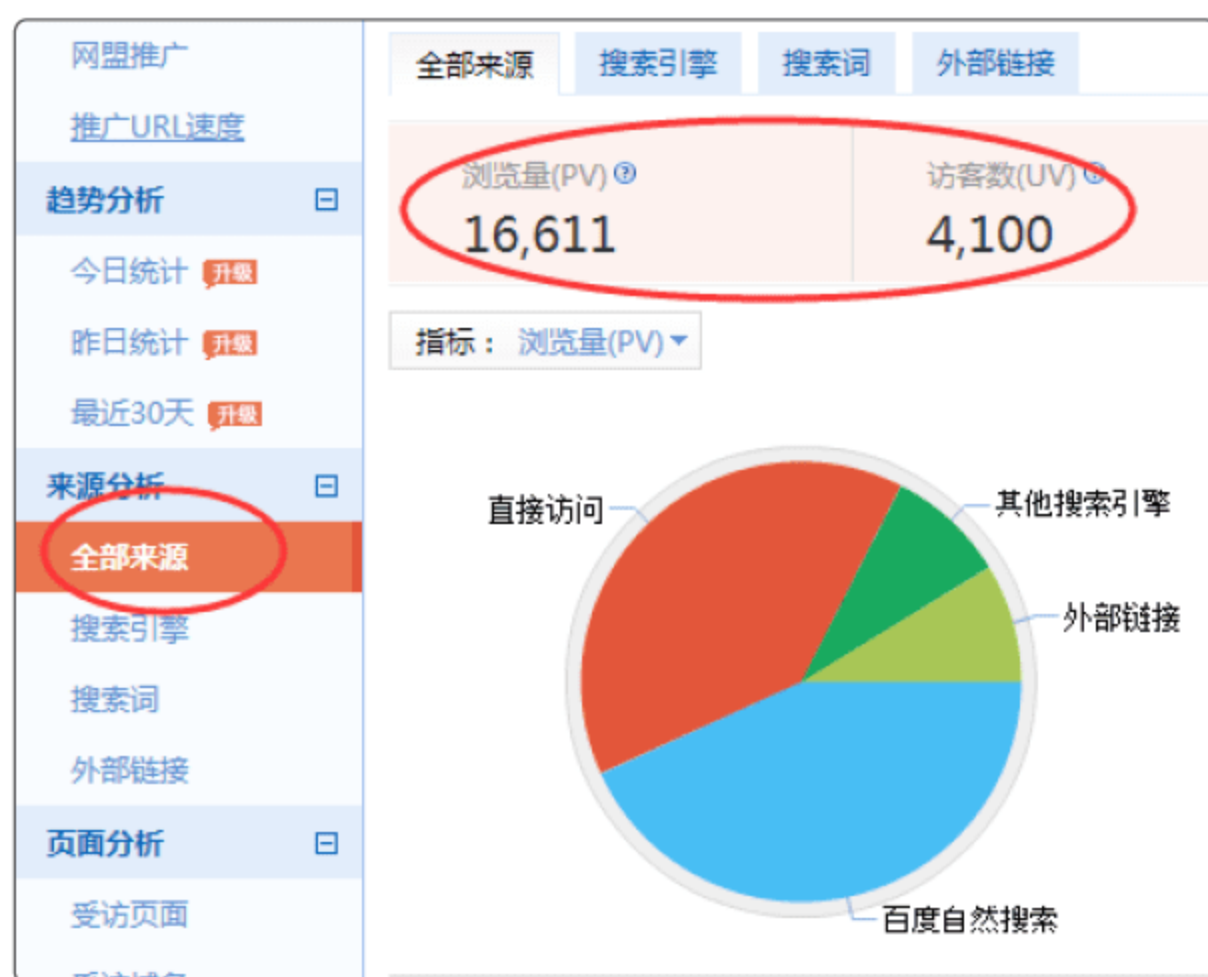 网盟推广
推广URL速度
趋势分析
今日统计 升级
昨日统计 升级
最近30天 升级
来源分析
全部来源
搜索引擎
搜索词
外部链接
页面分析
受访页面
全部来源 搜索引擎 搜索词 外部链接
浏览量(PV) 访客数(UV)
16,611 4,100
指标： 浏览量(PV)
直接访问
其他搜索引擎
外部链接
百度自然搜索